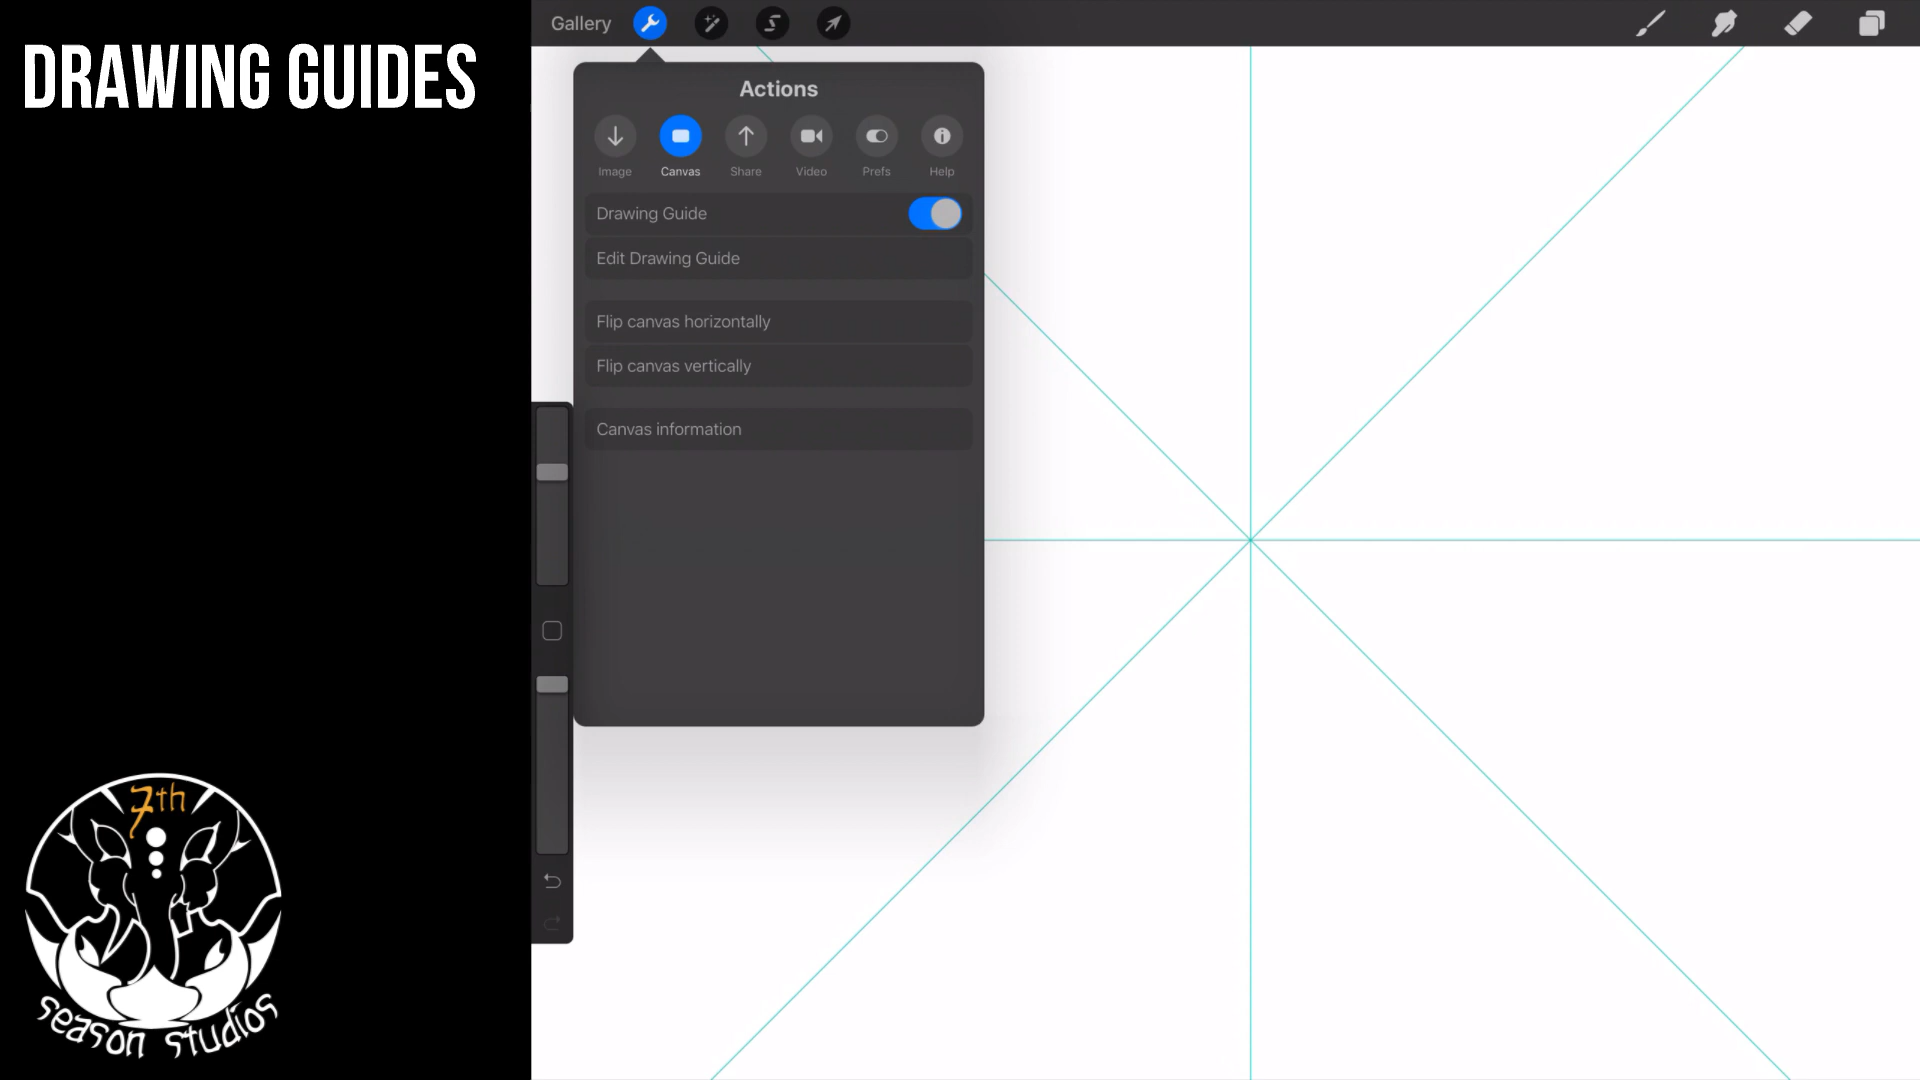 DRAWING GUIDES
Gallery
Actions
Image Canvas Share Video Prefs Help
Drawing Guide
Edit Drawing Guide
Flip canvas horizontally
Flip canvas vertically
Canvas information
7th
season studios